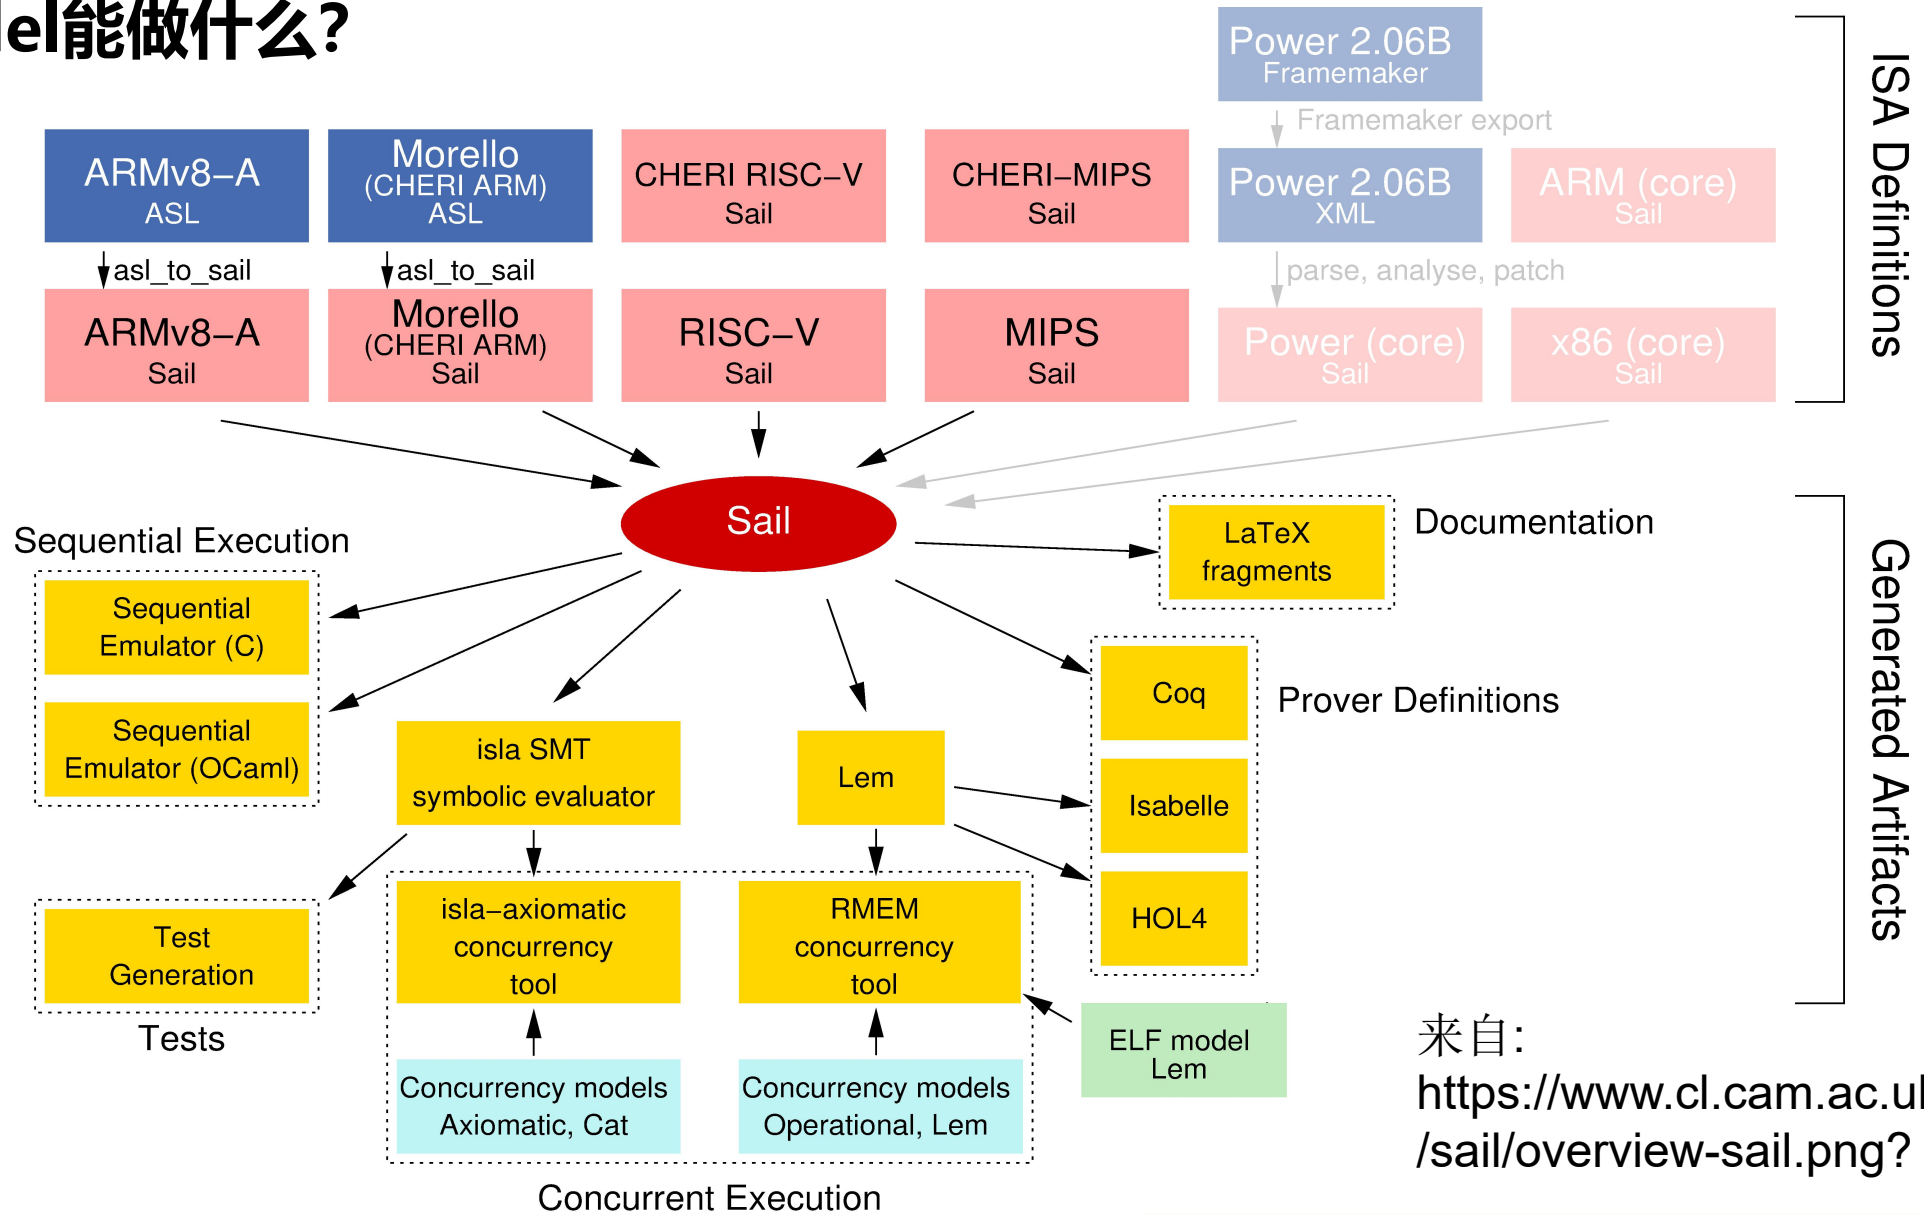 del能做什么?
Power 2.06B
Framemaker
Framemaker export
ARMv8-A
ASL
Morello
(CHERI ARM)
ASL
CHERI RISC-V
Sail
CHERI-MIPS
Sail
Power 2.06B
XML
ARM (core)
Sail
asl_to_sail
asl_to_sail
parse, analyse, patch
ARMv8-A
Sail
Morello
(CHERI ARM)
Sail
RISC-V
Sail
MIPS
Sail
Power (core)
Sail
x86 (core)
Sail
ISA Definitions
Sail
Sequential Execution
Sequential
Emulator (C)
Sequential
Emulator (OCaml)
LaTeX
fragments
Documentation
isla SMT
symbolic evaluator
Lem
Coq
Isabelle
HOL4
Prover Definitions
Generated Artifacts
Test
Generation
Tests
isla-axiomatic
concurrency
tool
RMEM
concurrency
tool
ELF model
Lem
Concurrency models
Axiomatic, Cat
Concurrency models
Operational, Lem
Concurrent Execution
来自:
https://www.cl.cam.ac.uk
/sail/overview-sail.png?